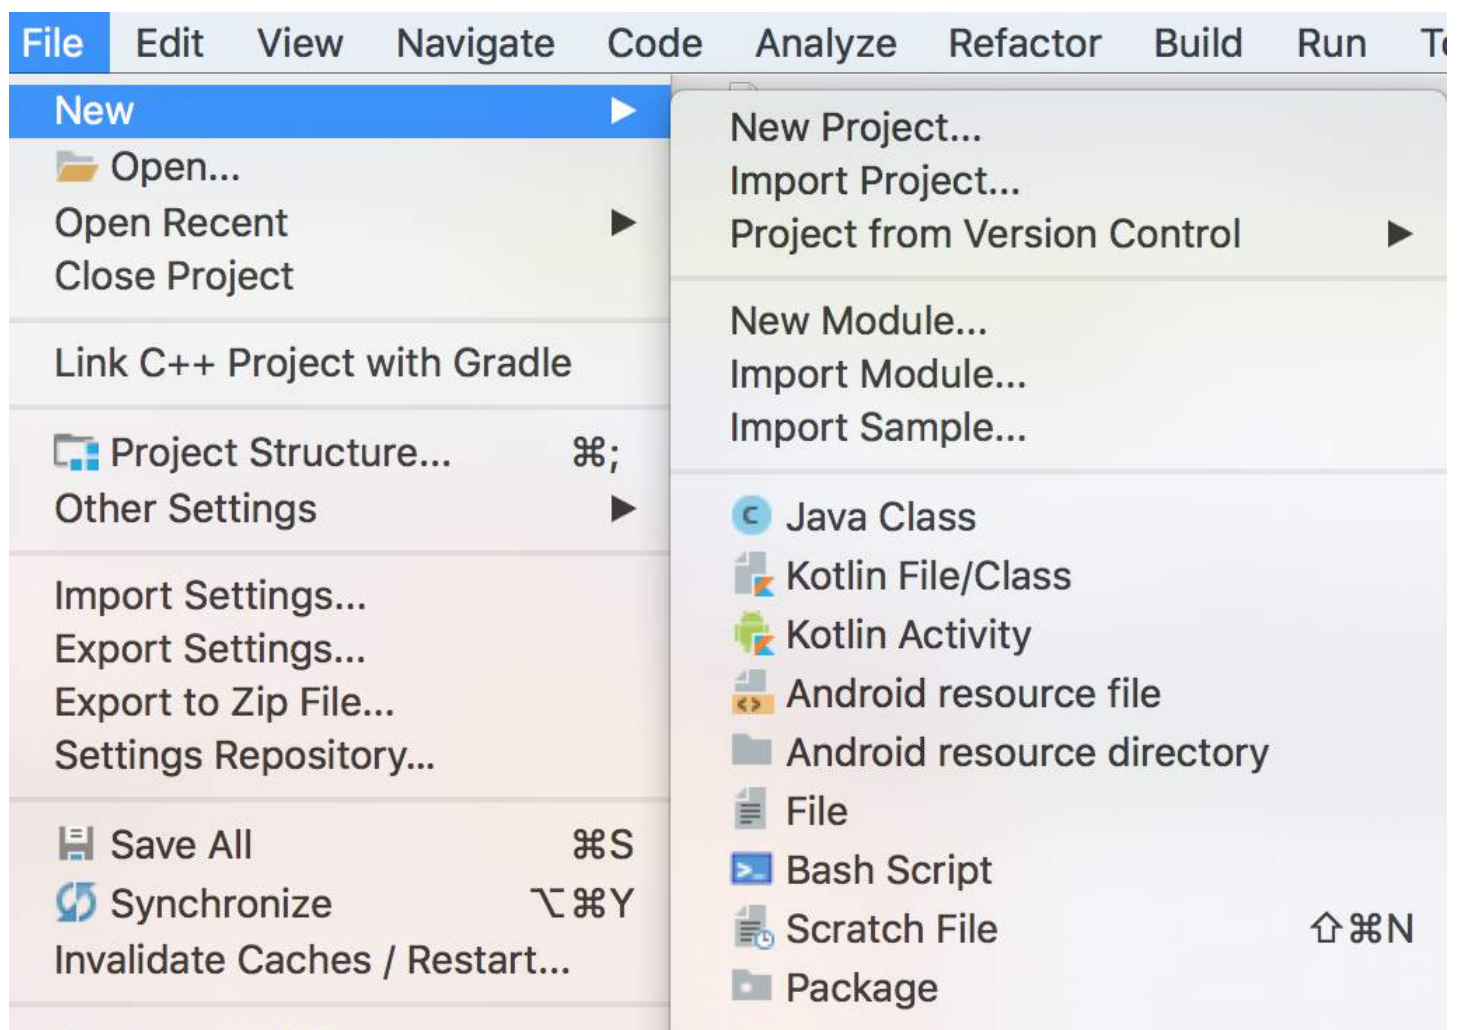 File Edit View Navigate Code Analyze Refactor Build Run
New ▶
Open...
Open Recent ▶
Close Project
Link C++ Project with Gradle
Project Structure... ⌘;
Other Settings ▶
Import Settings...
Export Settings...
Export to Zip File...
Settings Repository...
Save All ⌘S
Synchronize ⌥⌘Y
Invalidate Caches / Restart...
New Project...
Import Project...
Project from Version Control ▶
New Module...
Import Module...
Import Sample...
Java Class
Kotlin File/Class
Kotlin Activity
Android resource file
Android resource directory
File
Bash Script
Scratch File ⇧⌘N
Package